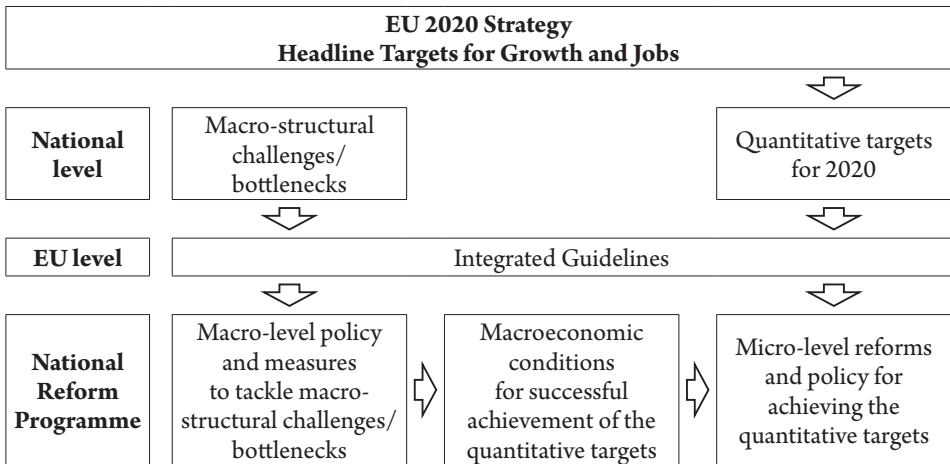 EU 2020 Strategy
Headline Targets for Growth and Jobs
National
level
Macro-structural
challenges/
bottlenecks
Quantitative targets
for 2020
EU level
Integrated Guidelines
National
Reform
Programme
Macro-level policy
and measures
to tackle macro-
structural challenges/
bottlenecks
Macroeconomic
conditions
for successful
achievement of the
quantitative targets
Micro-level reforms
and policy for
achieving the
quantitative targets